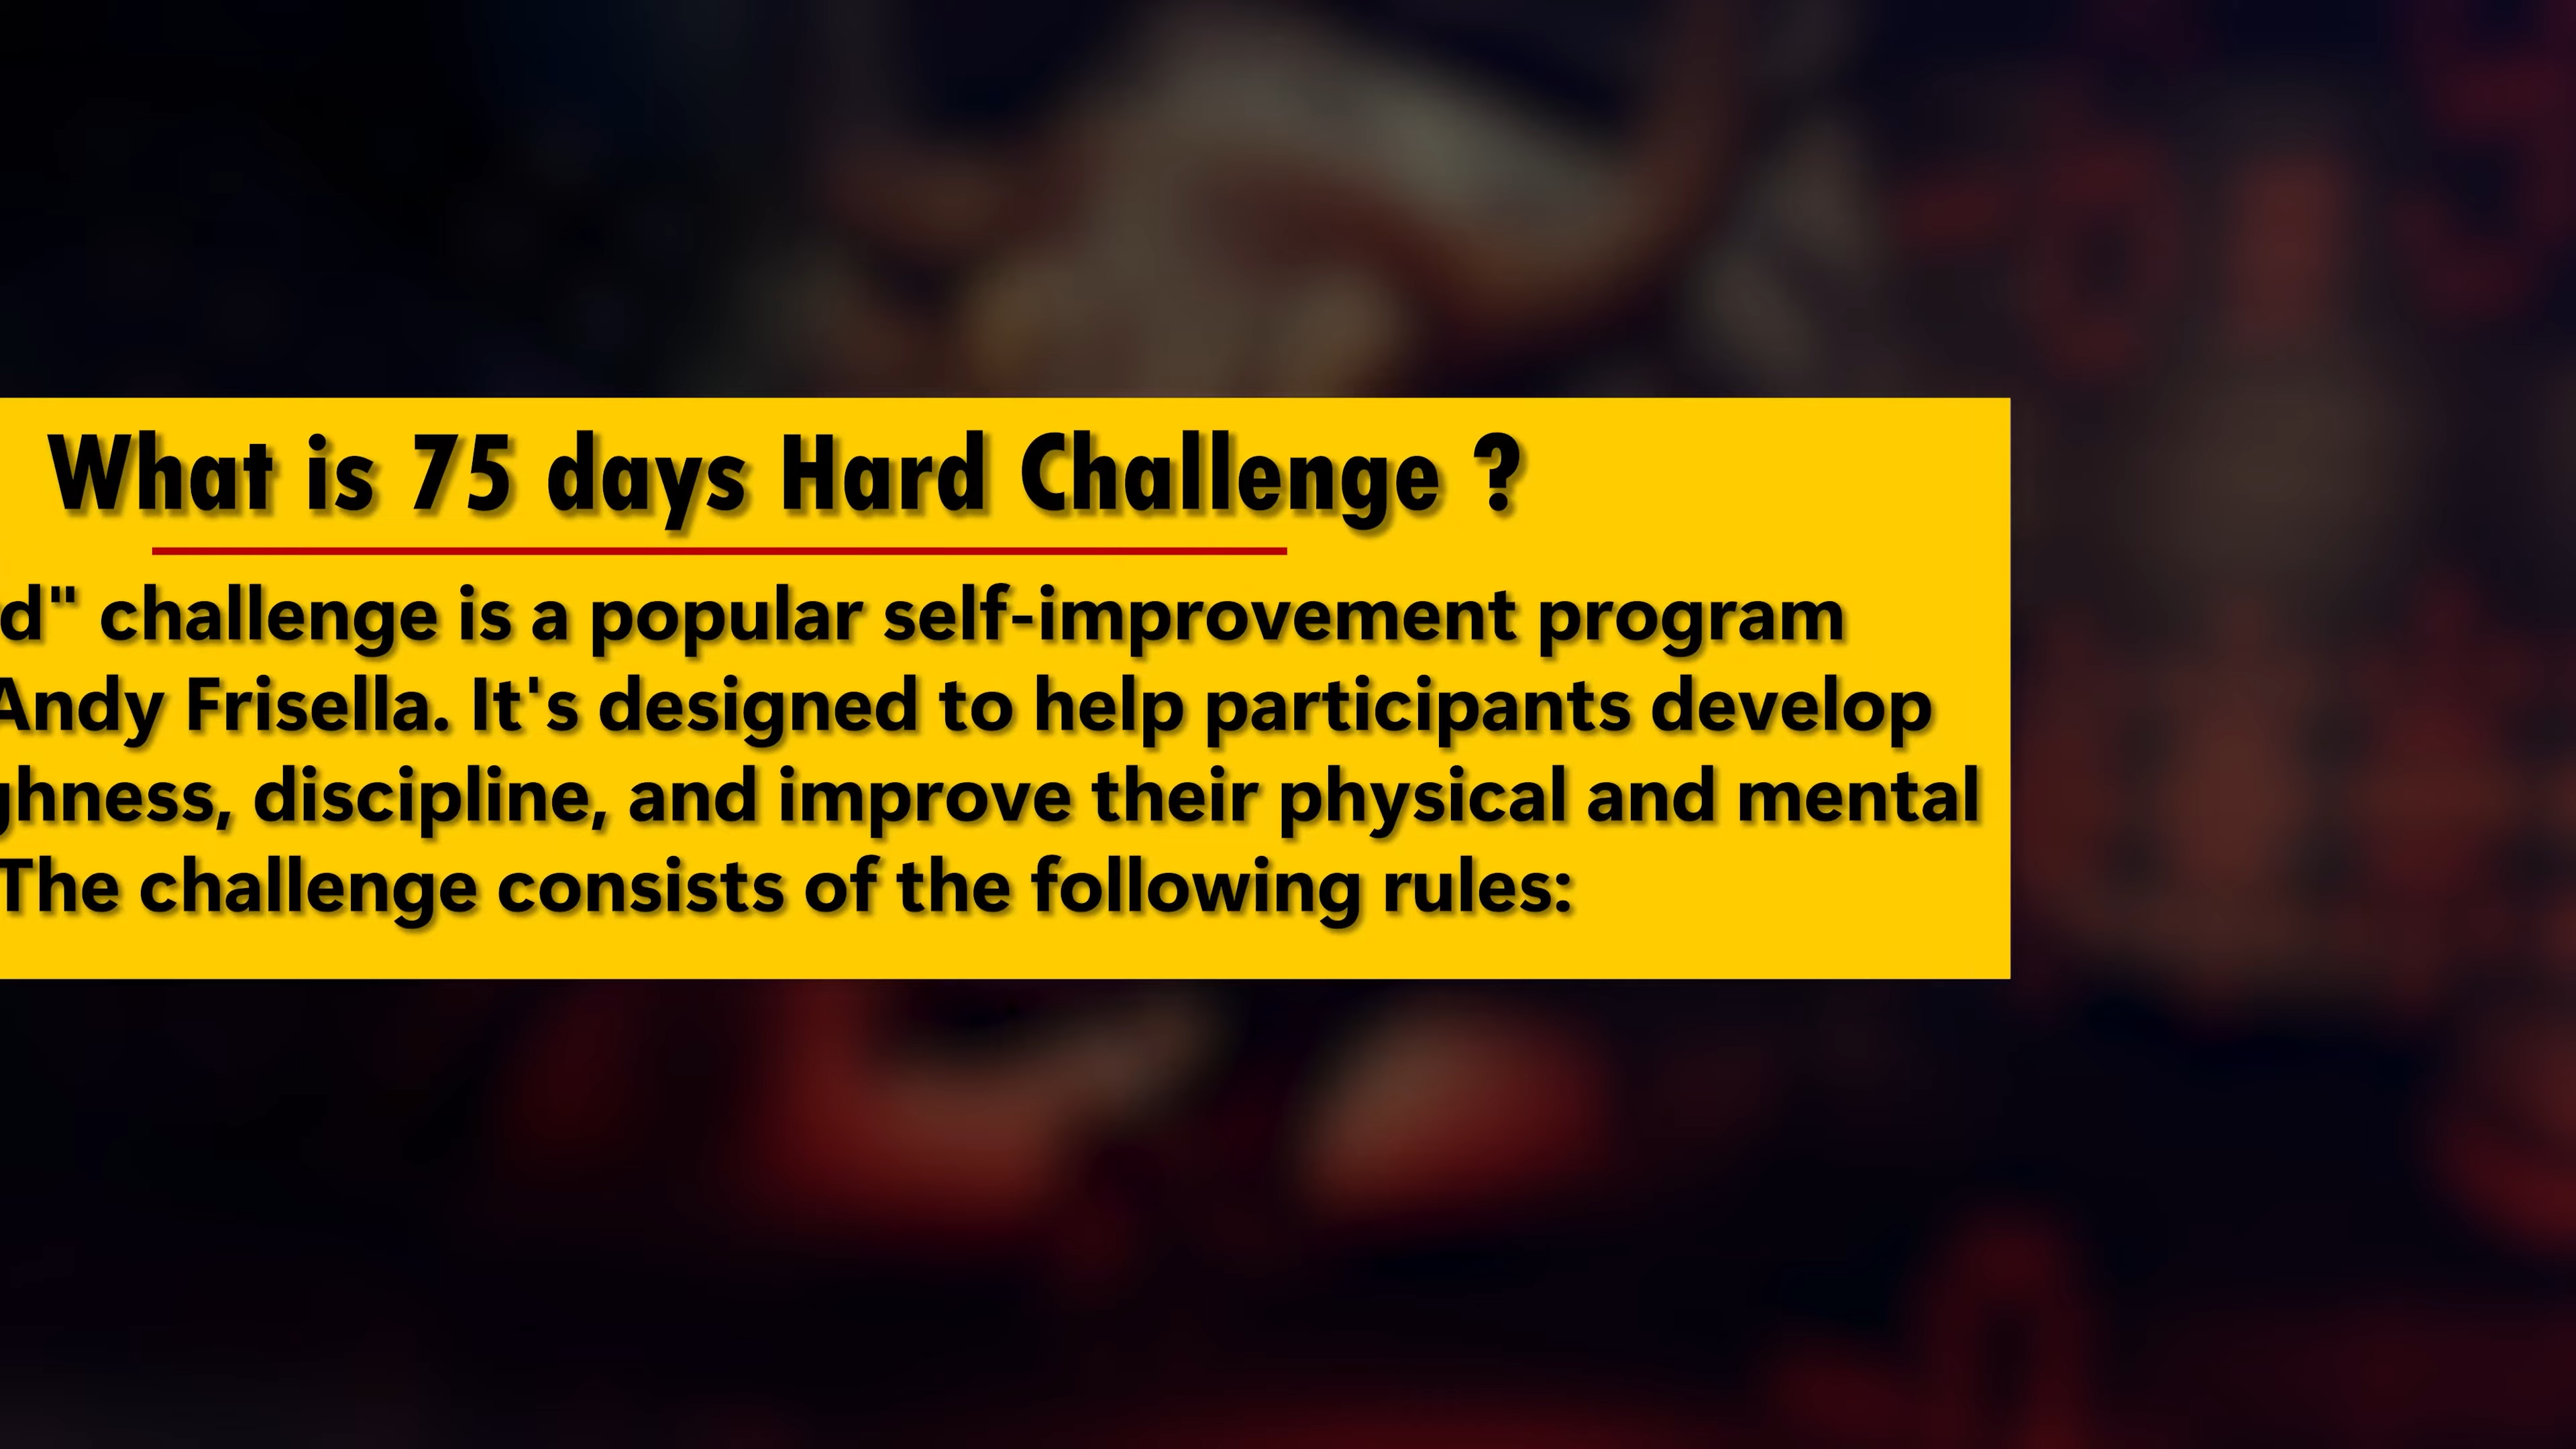 What is 75 days Hard Challenge ?
challenge is a popular self-improvement program
Andy Frisella. It's designed to help participants develop
discipline, and improve their physical and mental
The challenge consists of the following rules: